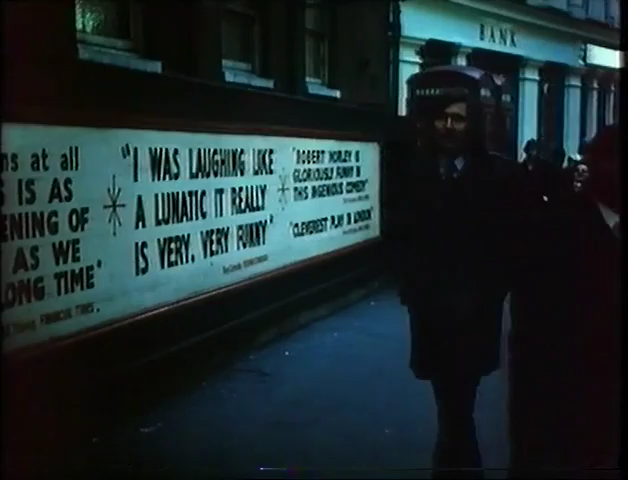 ns at all
S IS AS
ENING OF
AS WE
ONG TIME"
FINANCIAL TIMES.
"I WAS LAUGHING LIKE
A LUNATIC IT REALLY
IS VERY, VERY FUNNY"
"ROBERT MORLEY IS
GLORIOUSLY FUNNY IN
THIS INGENIOUS COMEDY"
"CLEVEREST PLAY IN LONDON"
BANK